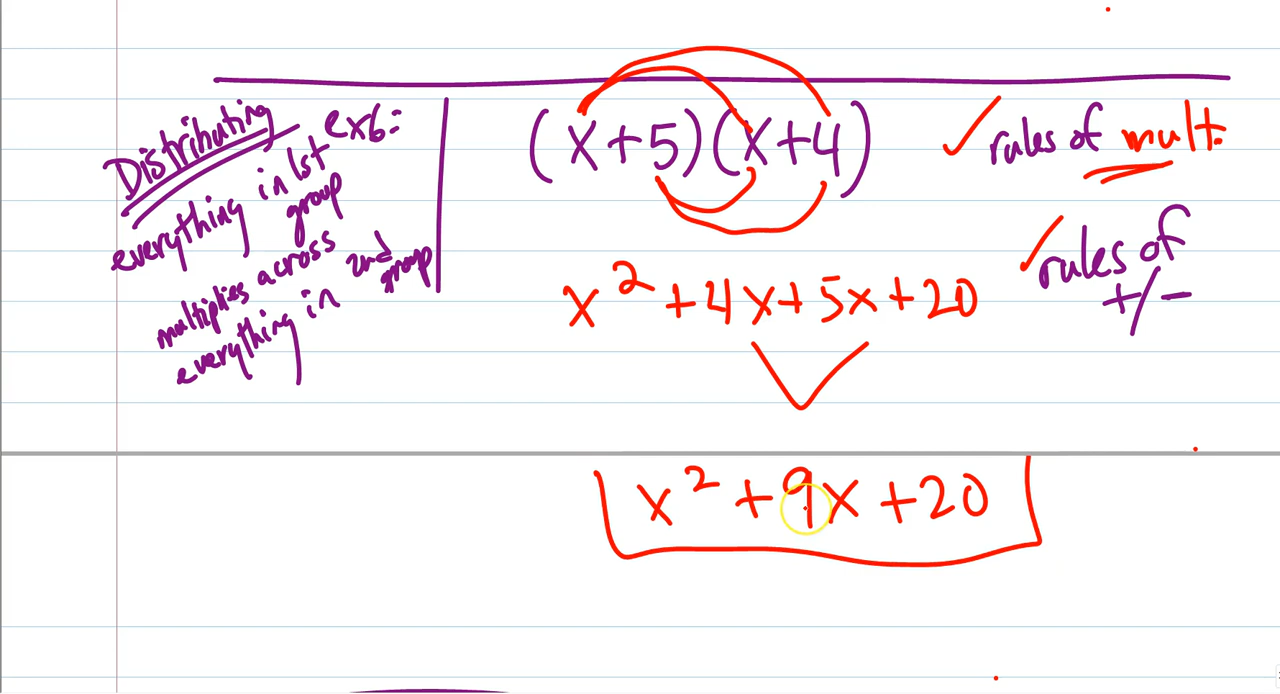 Distributing
everything in 1st
group
multiplies across
everything in 2nd
group
ex6:
(x+5)(x+4)
x² +4x+5x+20
x² +9x+20
rules of mult.
rules of
+/-